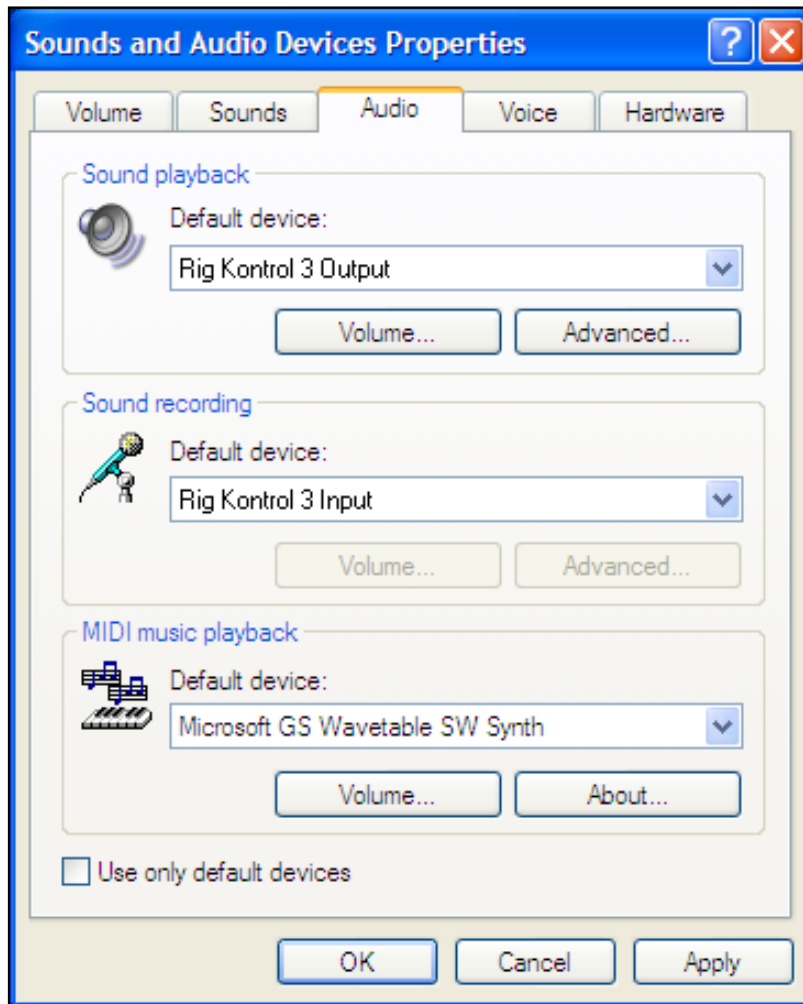 Sounds and Audio Devices Properties
Volume Sounds Audio Voice Hardware
Sound playback
Default device:
Rig Kontrol 3 Output
Volume... Advanced...
Sound recording
Default device:
Rig Kontrol 3 Input
Volume... Advanced...
MIDI music playback
Default device:
Microsoft GS Wavetable SW Synth
Volume... About...
Use only default devices
OK Cancel Apply